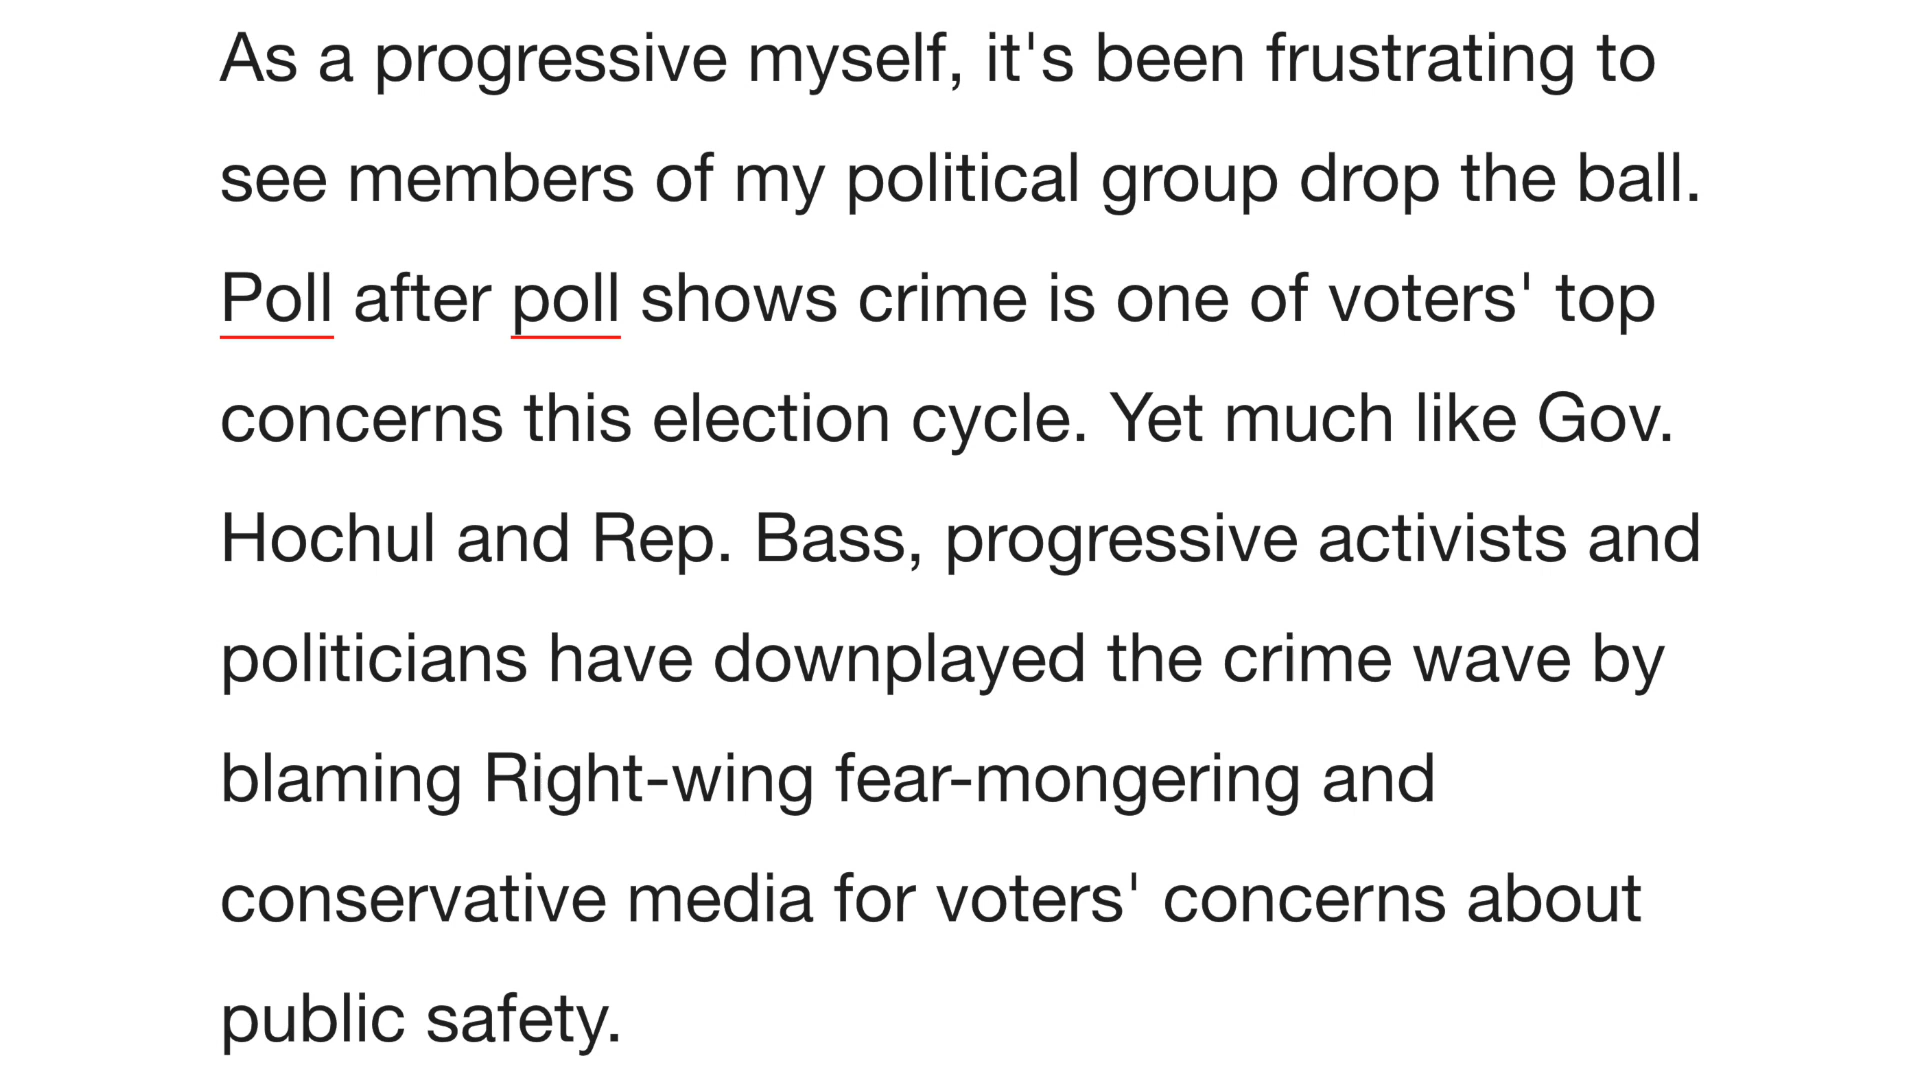 As a progressive myself, it's been frustrating to
see members of my political group drop the ball.
Poll after poll shows crime is one of voters' top
concerns this election cycle. Yet much like Gov.
Hochul and Rep. Bass, progressive activists and
politicians have downplayed the crime wave by
blaming Right-wing fear-mongering and
conservative media for voters' concerns about
public safety.